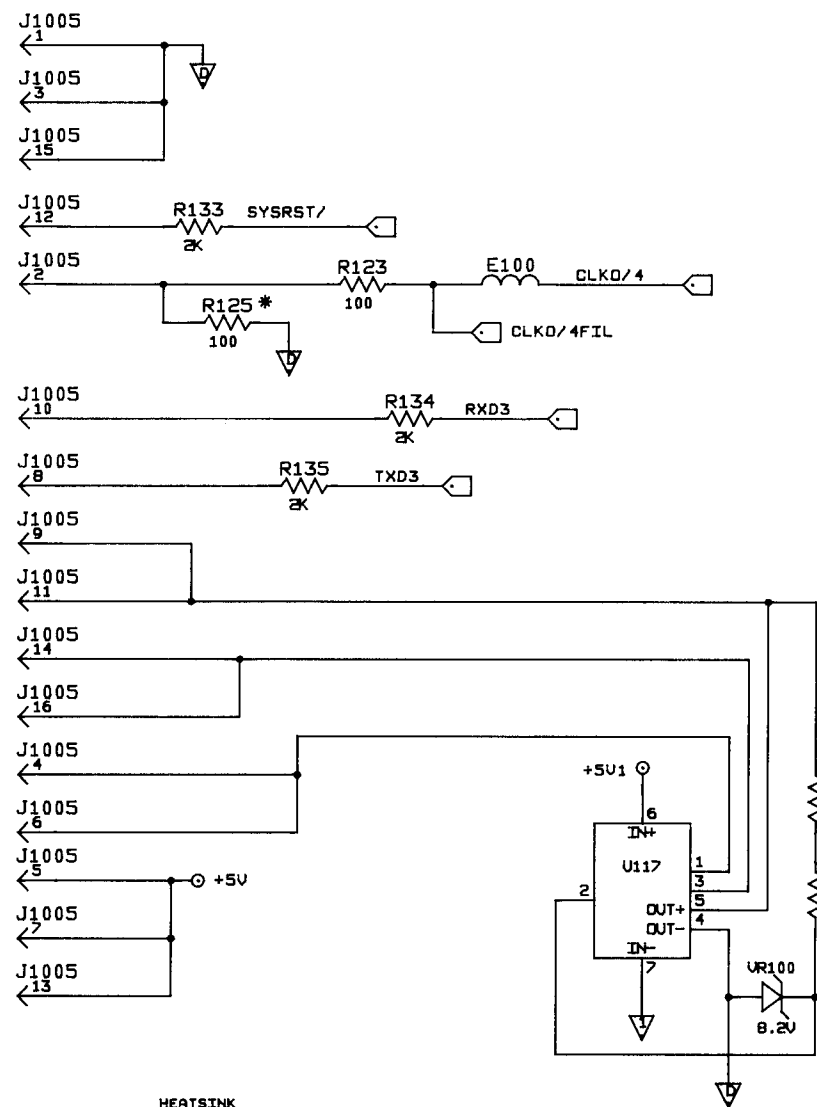 J1005
1
D
J1005
3
J1005
15
J1005
12
R133
SYSRST/
2K
J1005
2
R123
100
E100
CLKO/4
R125 *
100
D
CLKO/4FIL
J1005
10
R134
RXD3
2K
J1005
8
R135
TXD3
2K
J1005
9
J1005
11
J1005
14
J1005
16
J1005
4
J1005
6
J1005
5
+5V
J1005
7
J1005
13
+5V1
6
IN+
U117
1
2
3
5
OUT+
4
OUT-
IN-
7
1
VR100
8.2V
D
HEATSINK